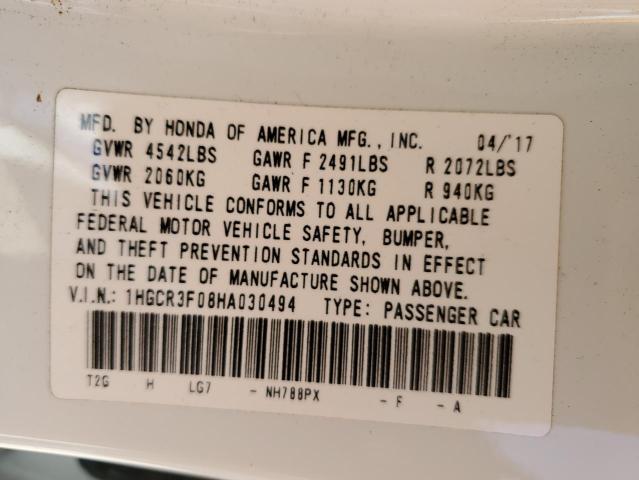 MFD. BY HONDA OF AMERICA MFG., INC. 04/'17
GVWR 4542LBS GAWR F 2491LBS R 2072LBS
GVWR 2060KG GAWR F 1130KG R 940KG
THIS VEHICLE CONFORMS TO ALL APPLICABLE
FEDERAL MOTOR VEHICLE SAFETY, BUMPER,
AND THEFT PREVENTION STANDARDS IN EFFECT
ON THE DATE OF MANUFACTURE SHOWN ABOVE.
V.I.N.: 1HGCR3F08HA030494 TYPE: PASSENGER CAR
T2G H LG7 - NH788PX - F - A